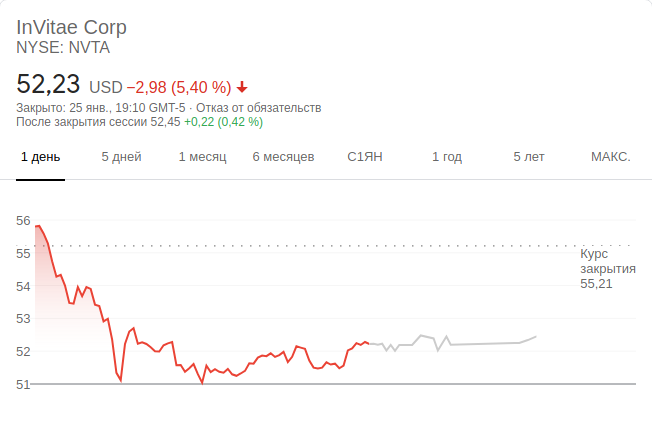 InVitae Corp
NYSE: NVTA
52,23 USD −2,98 (5,40 %)
Закрыто: 25 янв., 19:10 GMT-5 · Отказ от обязательств
После закрытия сессии 52,45 +0,22 (0,42 %)
1 день 5 дней 1 месяц 6 месяцев С1ЯН 1 год 5 лет МАКС.
56
55
54
53
52
51
Курс
закрытия
55,21